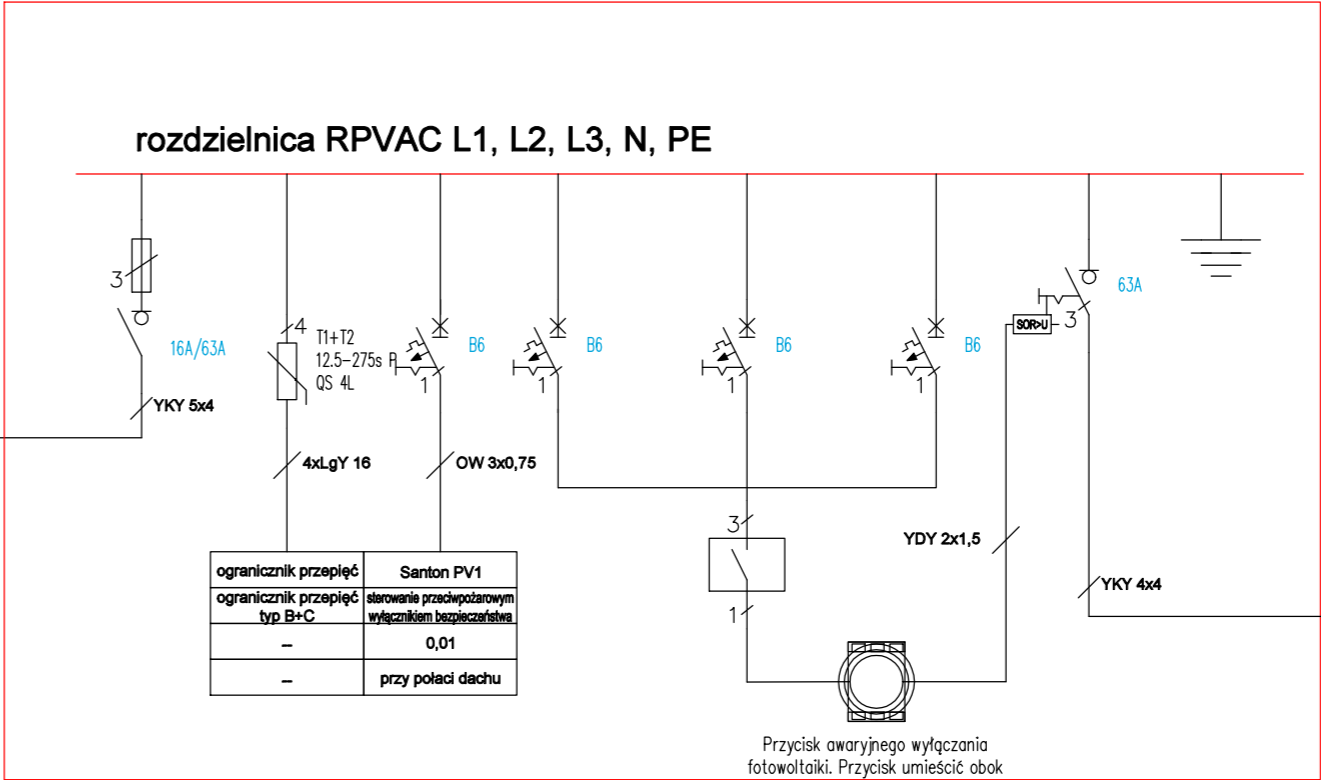 rozdzielnica RPVAC L1, L2, L3, N, PE
3
16A/63A
YKY 5x4
4
T1+T2
12.5-275s
QS 4L
4xLgY 16
B6
1
OW 3x0,75
B6
1
B6
1
B6
1
3
1
SOR>U
3
63A
YDY 2x1,5
YKY 4x4
ogranicznik przepięć
Santon PV1
ogranicznik przepięć
typ B+C
sterowanie przeciwpożarowym
wyłącznikiem bezpieczeństwa
–
0,01
–
przy połaci dachu
Przycisk awaryjnego wyłączania
fotowoltaiki. Przycisk umieścić obok